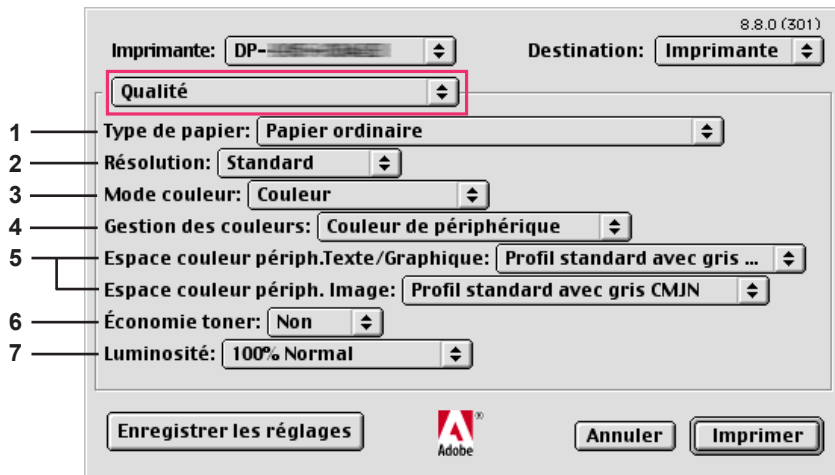 8.8.0 (301)
Imprimante: DP- Destination: Imprimante
Qualité
1 Type de papier: Papier ordinaire
2 Résolution: Standard
3 Mode couleur: Couleur
4 Gestion des couleurs: Couleur de périphérique
5 Espace couleur périph.Texte/Graphique: Profil standard avec gris ...
Espace couleur périph. Image: Profil standard avec gris CMJN
6 Économie toner: Non
7 Luminosité: 100% Normal
Enregistrer les réglages Adobe ® Annuler Imprimer